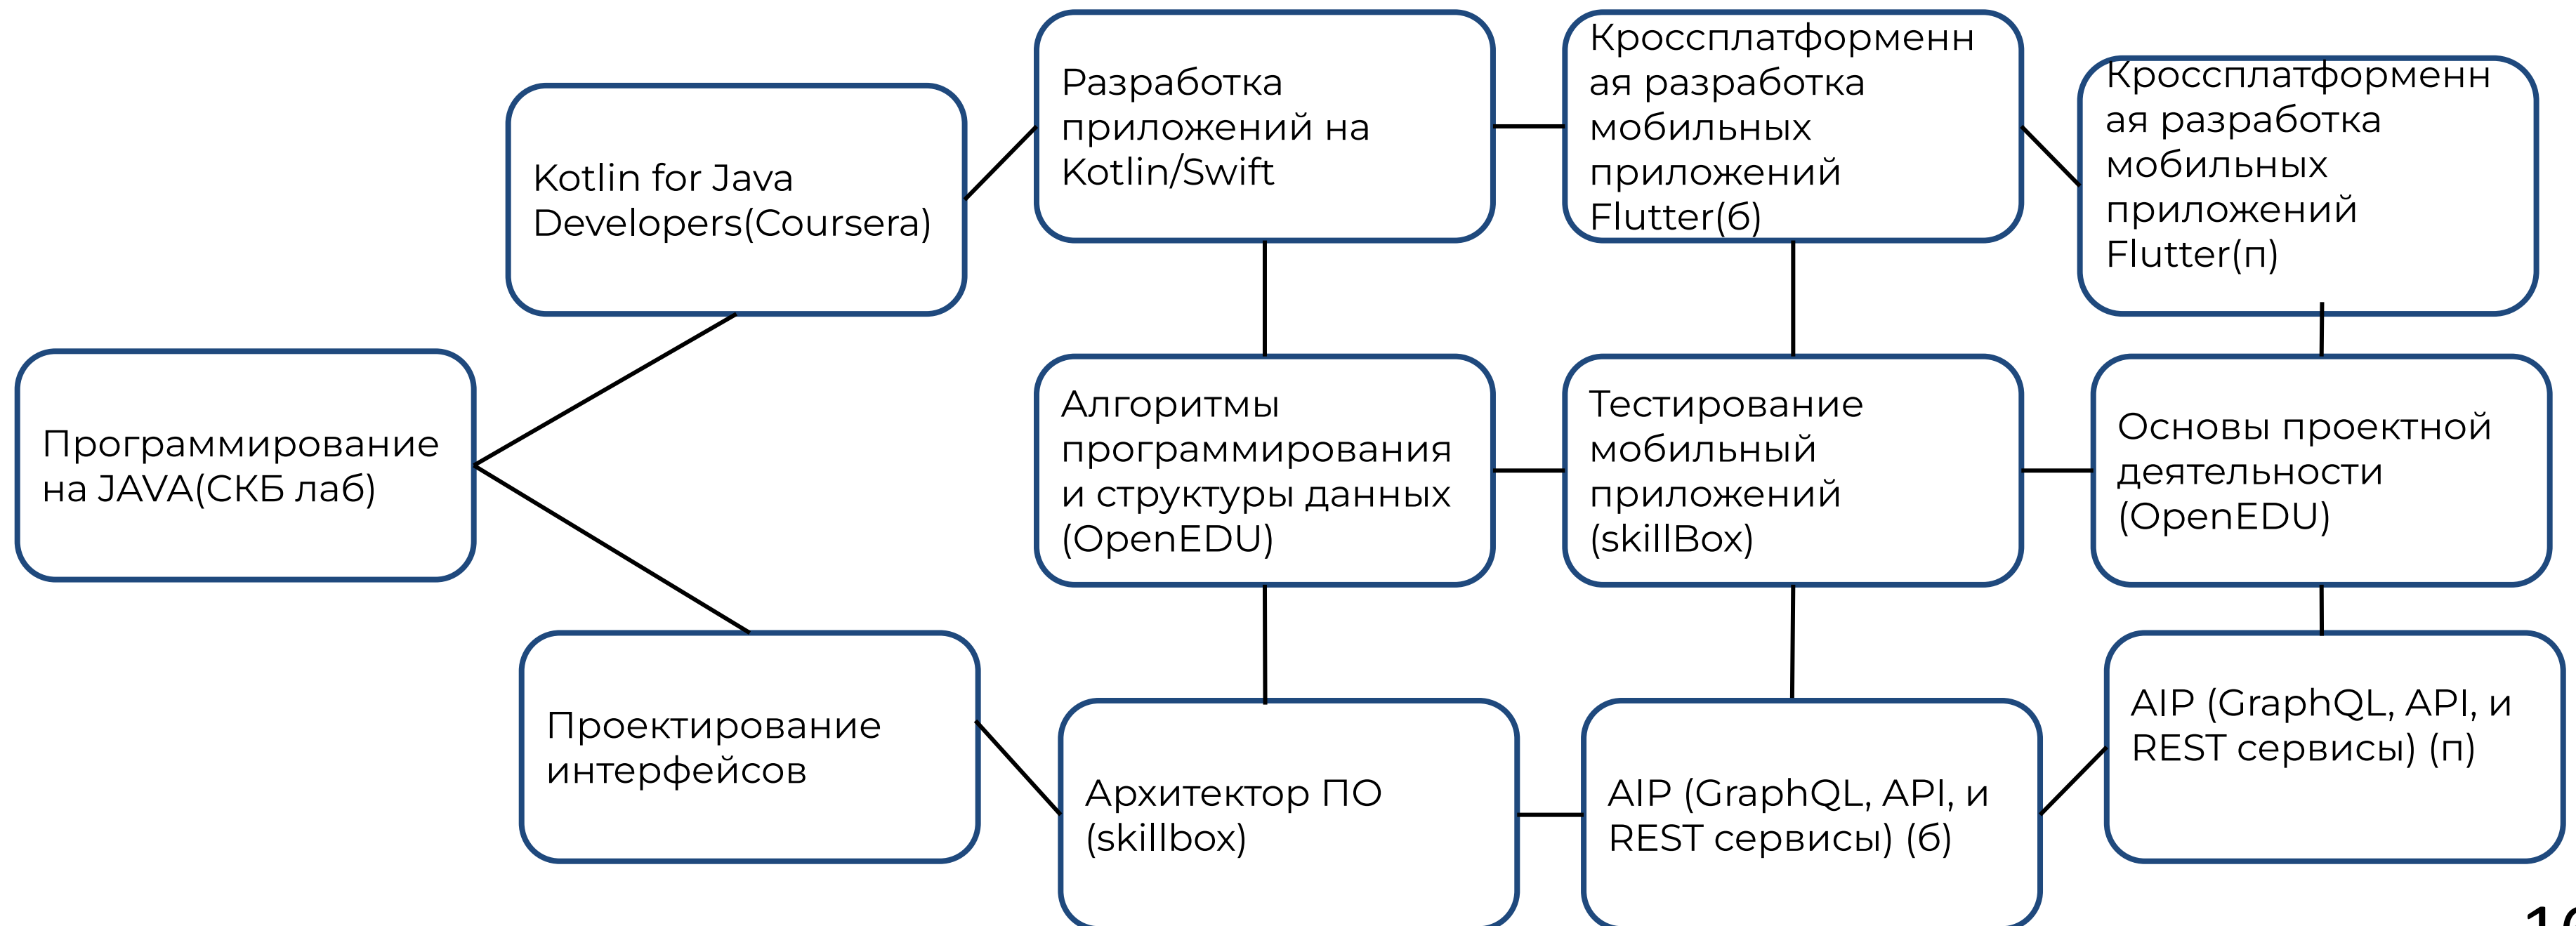 Программирование
на JAVA(СКБ лаб)
Kotlin for Java
Developers(Coursera)
Проектирование
интерфейсов
Разработка
приложений на
Kotlin/Swift
Алгоритмы
программирования
и структуры данных
(OpenEDU)
Архитектор ПО
(skillbox)
Кроссплатформенн
ая разработка
мобильных
приложений
Flutter(б)
Тестирование
мобильный
приложений
(skillBox)
AIP (GraphQL, API, и
REST сервисы) (б)
Кроссплатформенн
ая разработка
мобильных
приложений
Flutter(п)
Основы проектной
деятельности
(OpenEDU)
AIP (GraphQL, API, и
REST сервисы) (п)